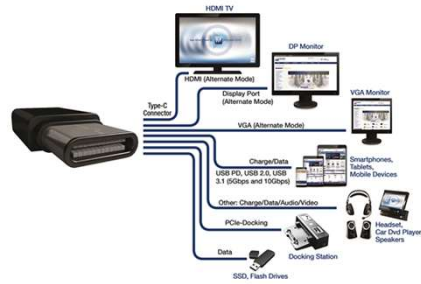 HDMI TV
HDMI (Alternate Mode)
DP Monitor
Display Port
(Alternate Mode)
Type-C
Connector
VGA Monitor
VGA (Alternate Mode)
Charge/Data
USB PD, USB 2.0, USB
3.1 (5Gbps and 10Gbps)
Smartphones,
Tablets,
Mobile Devices
Other: Charge/Data/Audio/Video
Headset,
Car Dvd Player
Speakers
PCIe-Docking
Docking Station
Data
SSD, Flash Drives